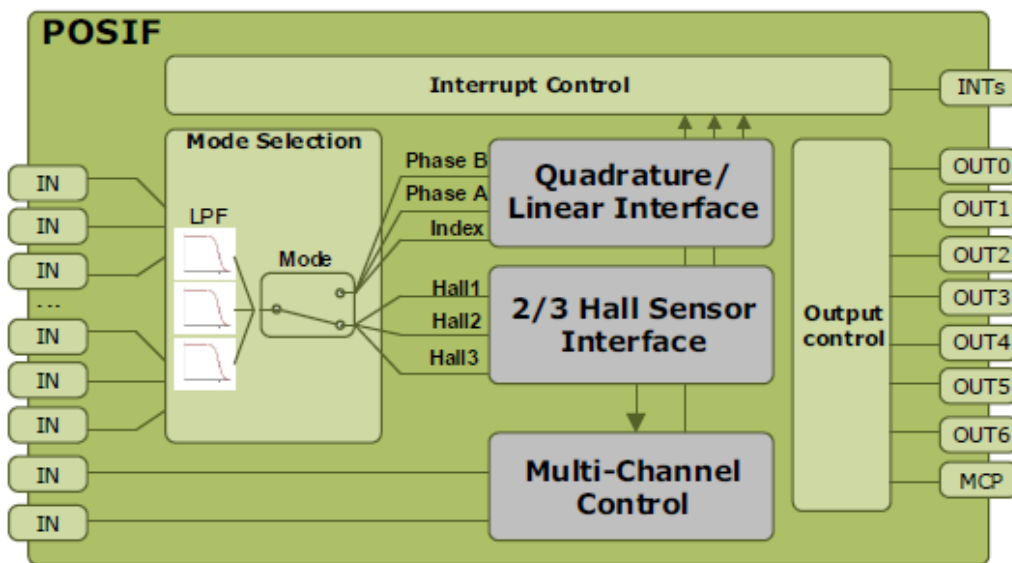 POSIF
Interrupt Control
INTs
Mode Selection
LPF
Mode
IN
IN
IN
...
IN
IN
IN
IN
IN
Phase B
Phase A
Index
Hall1
Hall2
Hall3
Quadrature/
Linear Interface
2/3 Hall Sensor
Interface
Multi-Channel
Control
Output
control
OUT0
OUT1
OUT2
OUT3
OUT4
OUT5
OUT6
MCP